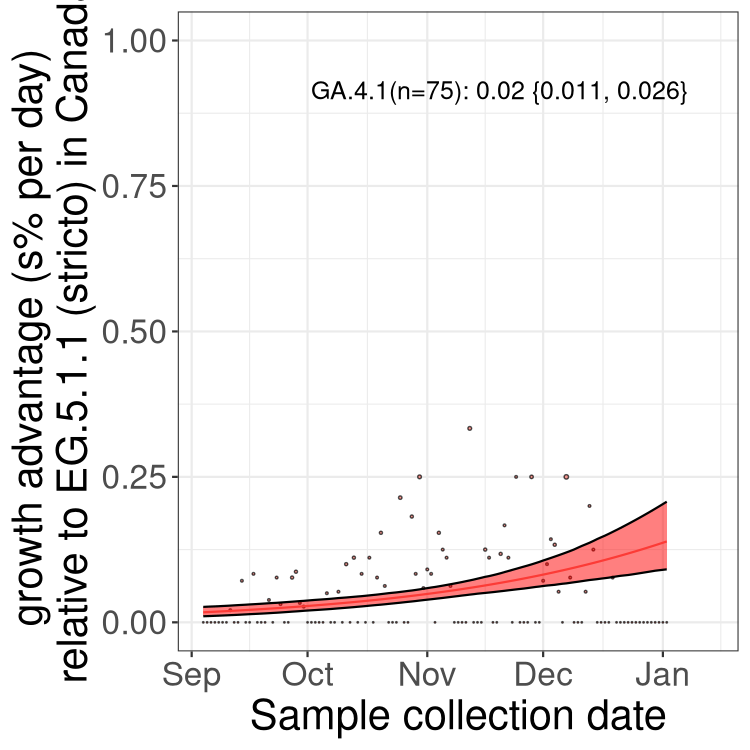 growth advantage (s% per day)
relative to EG.5.1.1 (stricto) in Canada
1.00
0.75
0.50
0.25
0.00
GA.4.1(n=75): 0.02 {0.011, 0.026}
Sep Oct Nov Dec Jan
Sample collection date